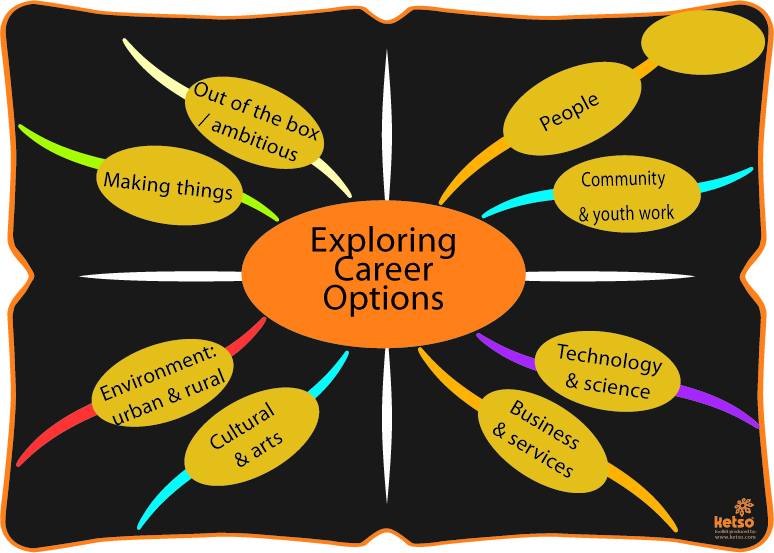 Out of the box
/ ambitious
People
Making things
Community
& youth work
Exploring
Career
Options
Environment:
urban & rural
Technology
& science
Cultural
& arts
Business
& services
ketso
toolkit produced by:
www.ketso.com